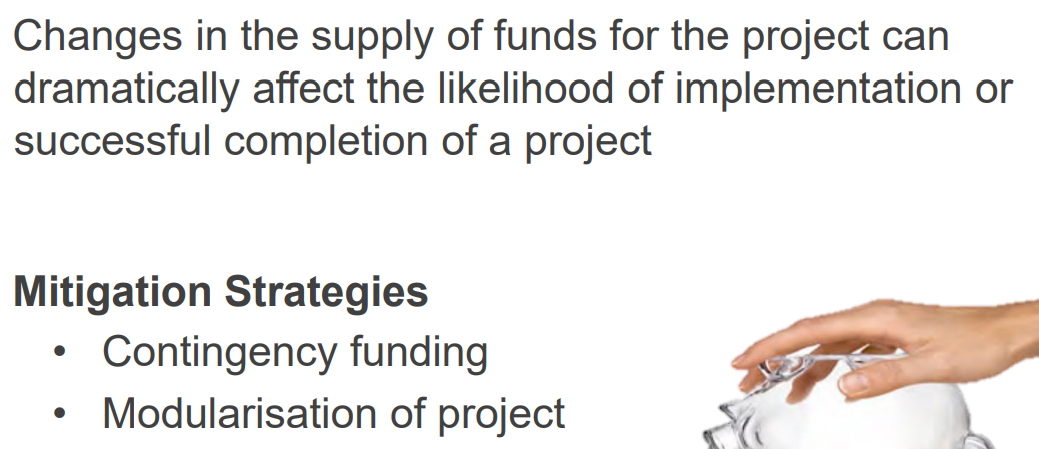 Changes in the supply of funds for the project can
dramatically affect the likelihood of implementation or
successful completion of a project
Mitigation Strategies
• Contingency funding
• Modularisation of project